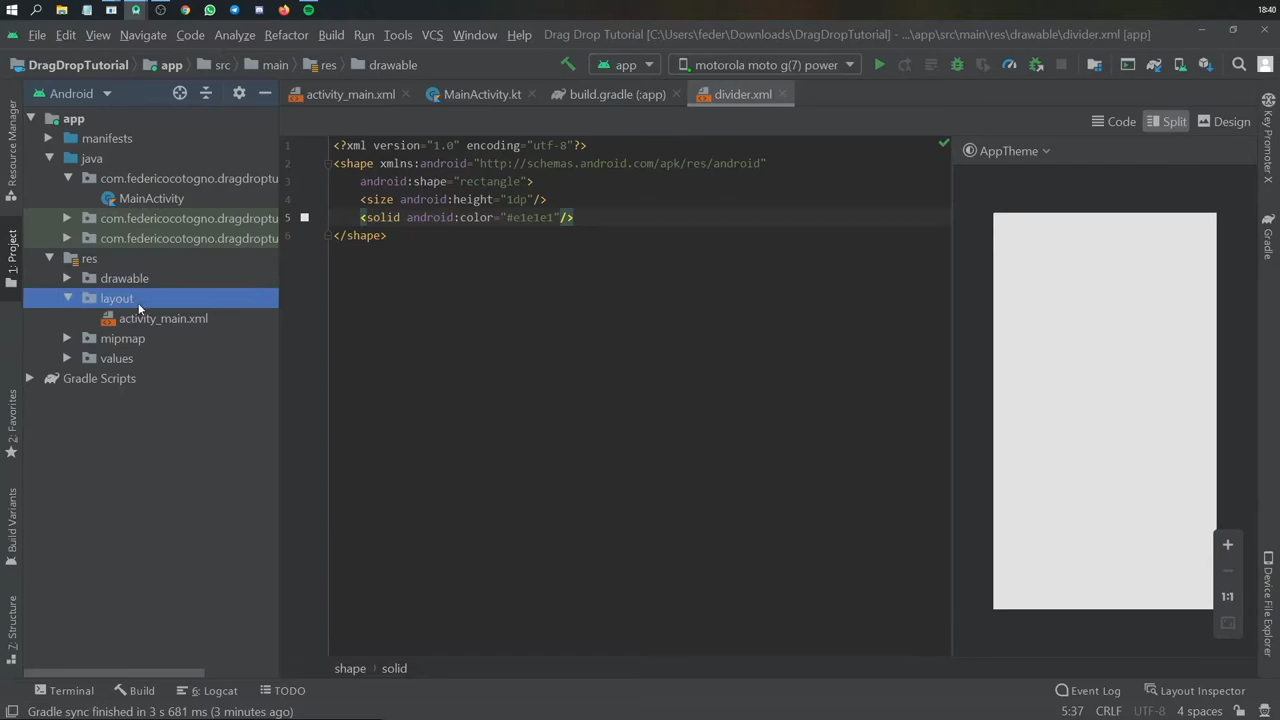 18:40
File Edit View Navigate Code Analyze Refactor Build Run Tools VCS Window Help Drag Drop Tutorial [C:\Users\feder\Downloads\DragDropTutorial] - ...\app\src\main\res\drawable\divider.xml [app]
DragDropTutorial app src main res drawable app motorola moto g(7) power
Android activity_main.xml MainActivity.kt build.gradle (:app) divider.xml
Code Split Design
AppTheme
app
manifests
java
com.federicocotogno.dragdroptu
MainActivity
com.federicocotogno.dragdroptu
com.federicocotogno.dragdroptu
res
drawable
layout
activity_main.xml
mipmap
values
Gradle Scripts
1 <?xml version="1.0" encoding="utf-8"?>
2 <shape xmlns:android="http://schemas.android.com/apk/res/android"
3 android:shape="rectangle">
4 <size android:height="1dp"/>
5 <solid android:color="#e1e1e1"/>
6 </shape>
1:1
shape solid
Resource Manager
1: Project
2: Favorites
Build Variants
7: Structure
Key Promoter X
Gradle
Device File Explorer
Terminal Build 6: Logcat TODO Event Log Layout Inspector
Gradle sync finished in 3 s 681 ms (3 minutes ago) 5:37 CRLF UTF-8 4 spaces